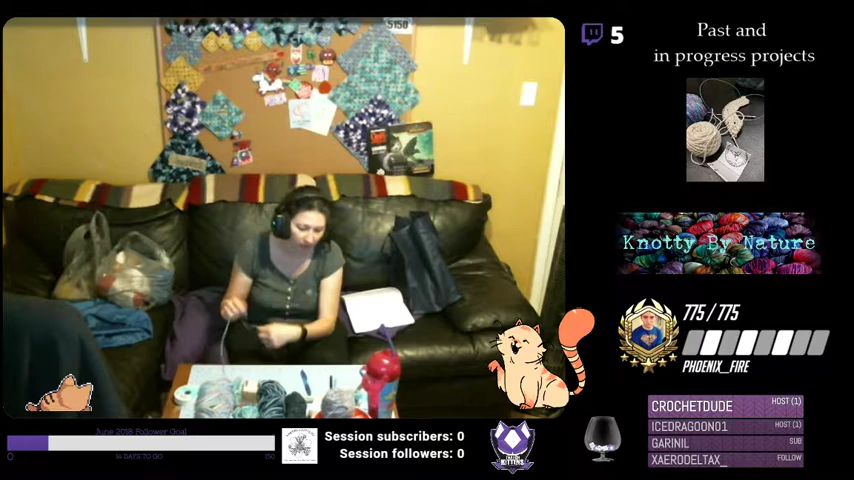 5150
5
Past and
in progress projects
Knotty By Nature
775 / 775
PHOENIX_FIRE
CROCHETDUDE HOST (1)
ICEDRAGOON01 HOST (1)
GARINIL SUB
XAERODELTAX_ FOLLOW
June 2018 Follower Goal
0 14 DAYS TO GO 150
Session subscribers: 0
Session followers: 0
KITTENS